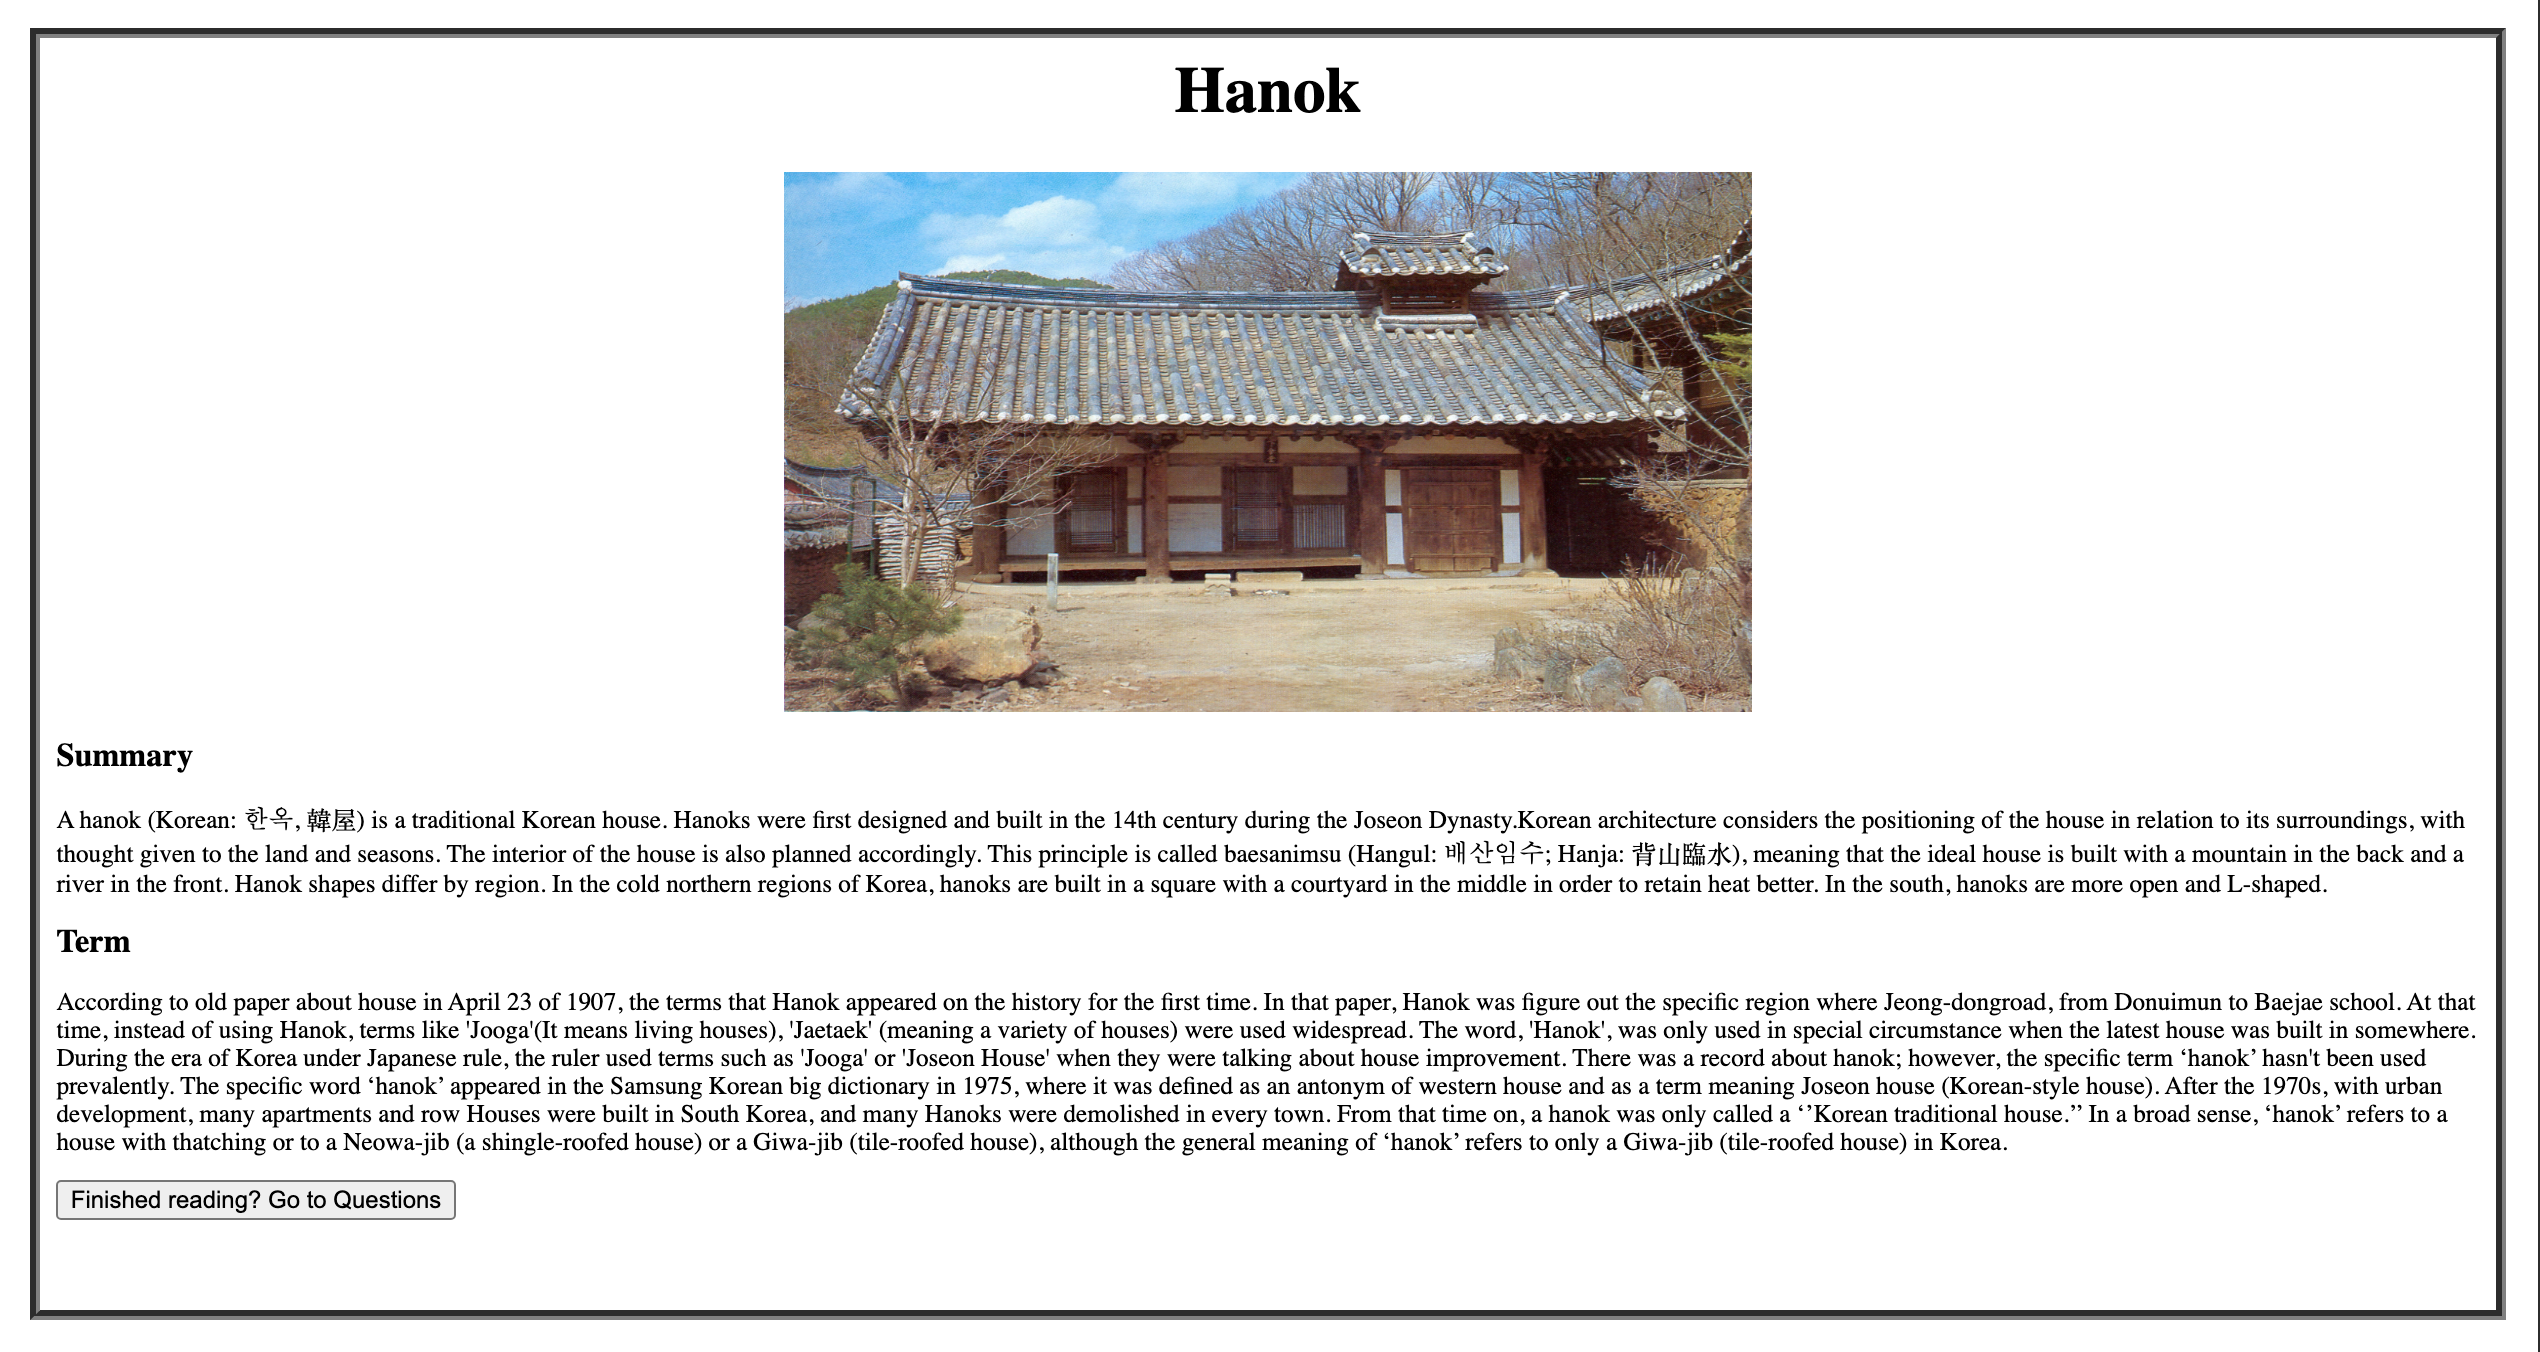 Hanok
Summary
A hanok (Korean: 한옥, 韓屋) is a traditional Korean house. Hanoks were first designed and built in the 14th century during the Joseon Dynasty.Korean architecture considers the positioning of the house in relation to its surroundings, with
thought given to the land and seasons. The interior of the house is also planned accordingly. This principle is called baesanimsu (Hangul: 배산임수; Hanja: 背山臨水), meaning that the ideal house is built with a mountain in the back and a
river in the front. Hanok shapes differ by region. In the cold northern regions of Korea, hanoks are built in a square with a courtyard in the middle in order to retain heat better. In the south, hanoks are more open and L-shaped.
Term
According to old paper about house in April 23 of 1907, the terms that Hanok appeared on the history for the first time. In that paper, Hanok was figure out the specific region where Jeong-dongroad, from Donuimun to Baejae school. At that
time, instead of using Hanok, terms like 'Jooga'(It means living houses), 'Jaetaek' (meaning a variety of houses) were used widespread. The word, 'Hanok', was only used in special circumstance when the latest house was built in somewhere.
During the era of Korea under Japanese rule, the ruler used terms such as 'Jooga' or 'Joseon House' when they were talking about house improvement. There was a record about hanok; however, the specific term ‘hanok’ hasn't been used
prevalently. The specific word ‘hanok’ appeared in the Samsung Korean big dictionary in 1975, where it was defined as an antonym of western house and as a term meaning Joseon house (Korean-style house). After the 1970s, with urban
development, many apartments and row Houses were built in South Korea, and many Hanoks were demolished in every town. From that time on, a hanok was only called a ‘’Korean traditional house.’’ In a broad sense, ‘hanok’ refers to a
house with thatching or to a Neowa-jib (a shingle-roofed house) or a Giwa-jib (tile-roofed house), although the general meaning of ‘hanok’ refers to only a Giwa-jib (tile-roofed house) in Korea.
Finished reading? Go to Questions